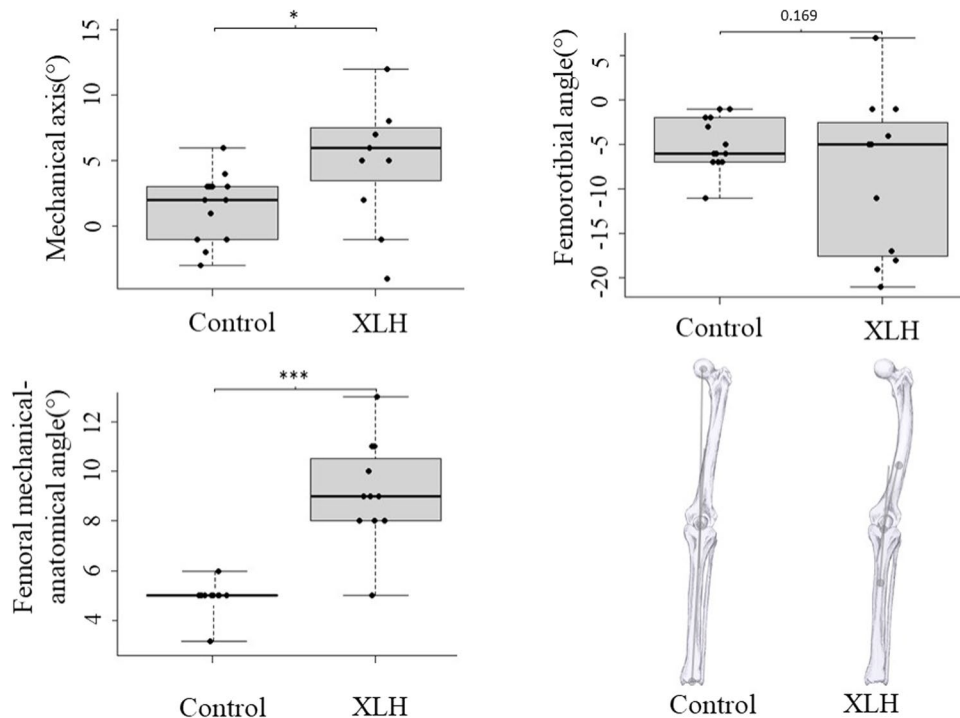 *
15
10
5
0
Mechanical axis(°)
Control XLH
0.169
5
0
-5
-10
-15
-20
Femorotibial angle(°)
Control XLH
***
12
10
8
6
4
Femoral mechanical-
anatomical angle(°)
Control XLH
Control XLH